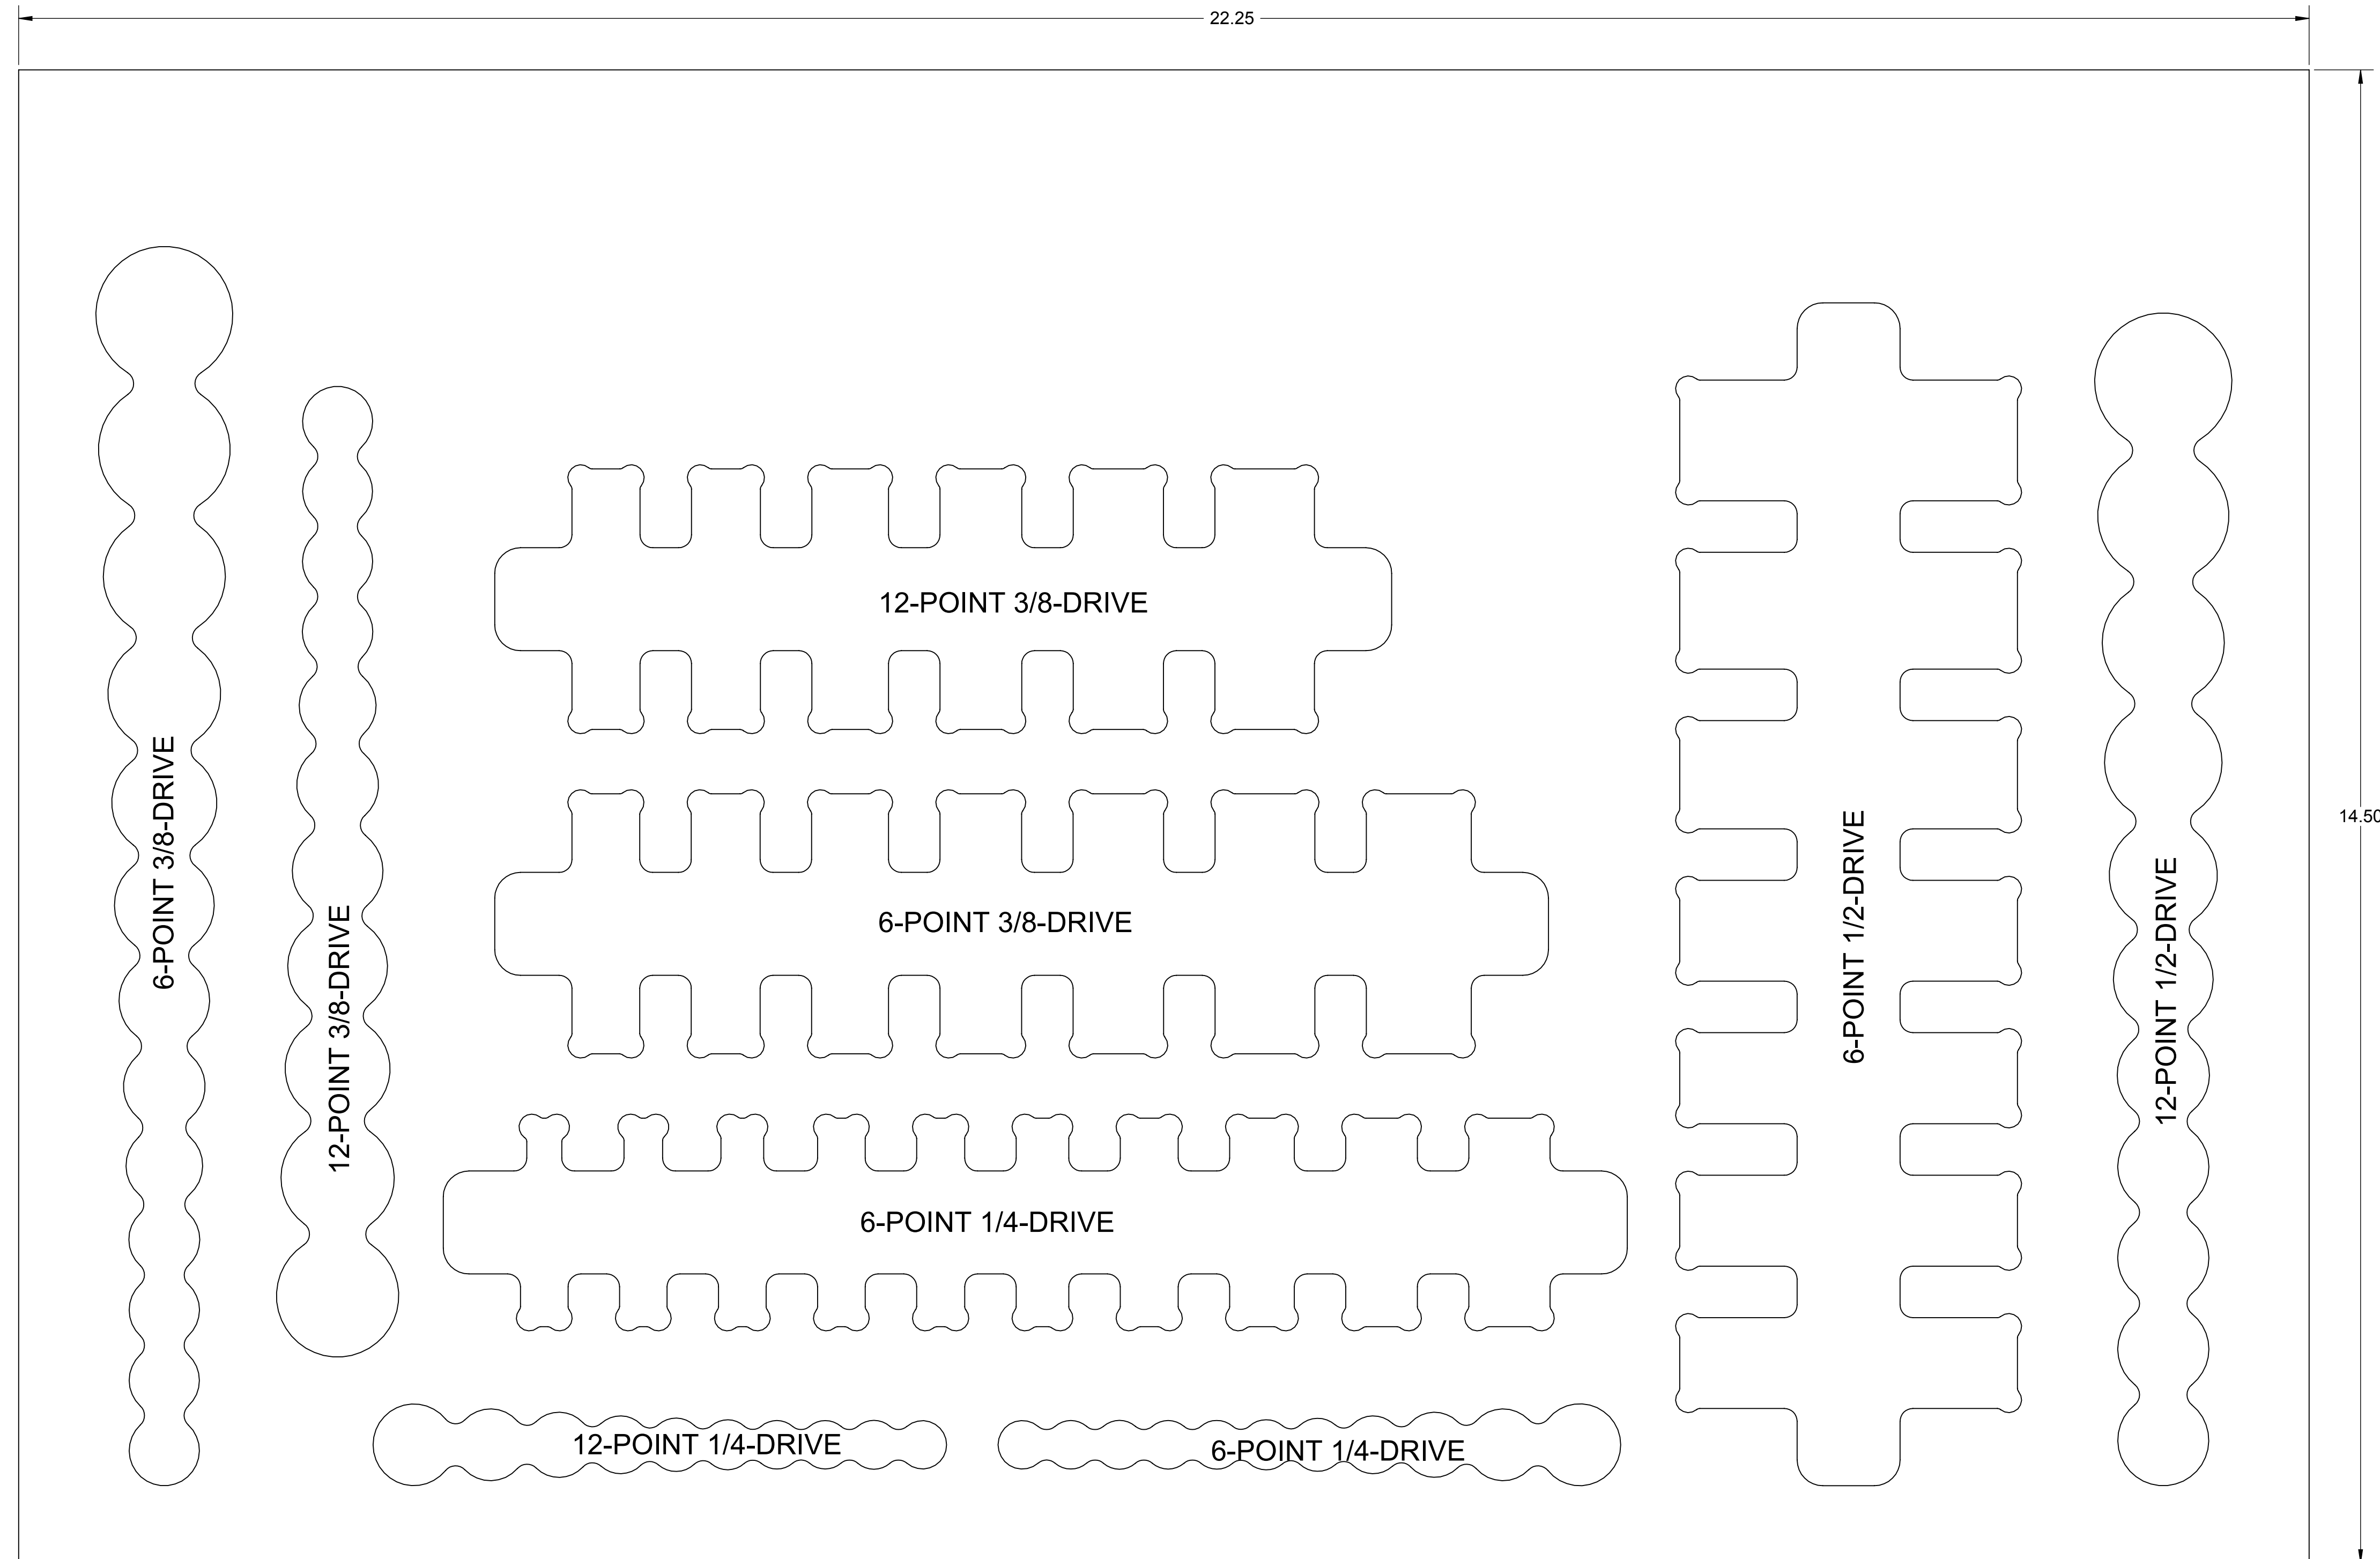 22.25
14.50
12-POINT 3/8-DRIVE
6-POINT 3/8-DRIVE
6-POINT 3/8-DRIVE
12-POINT 3/8-DRIVE
6-POINT 1/2-DRIVE
12-POINT 1/2-DRIVE
6-POINT 1/4-DRIVE
12-POINT 1/4-DRIVE
6-POINT 1/4-DRIVE